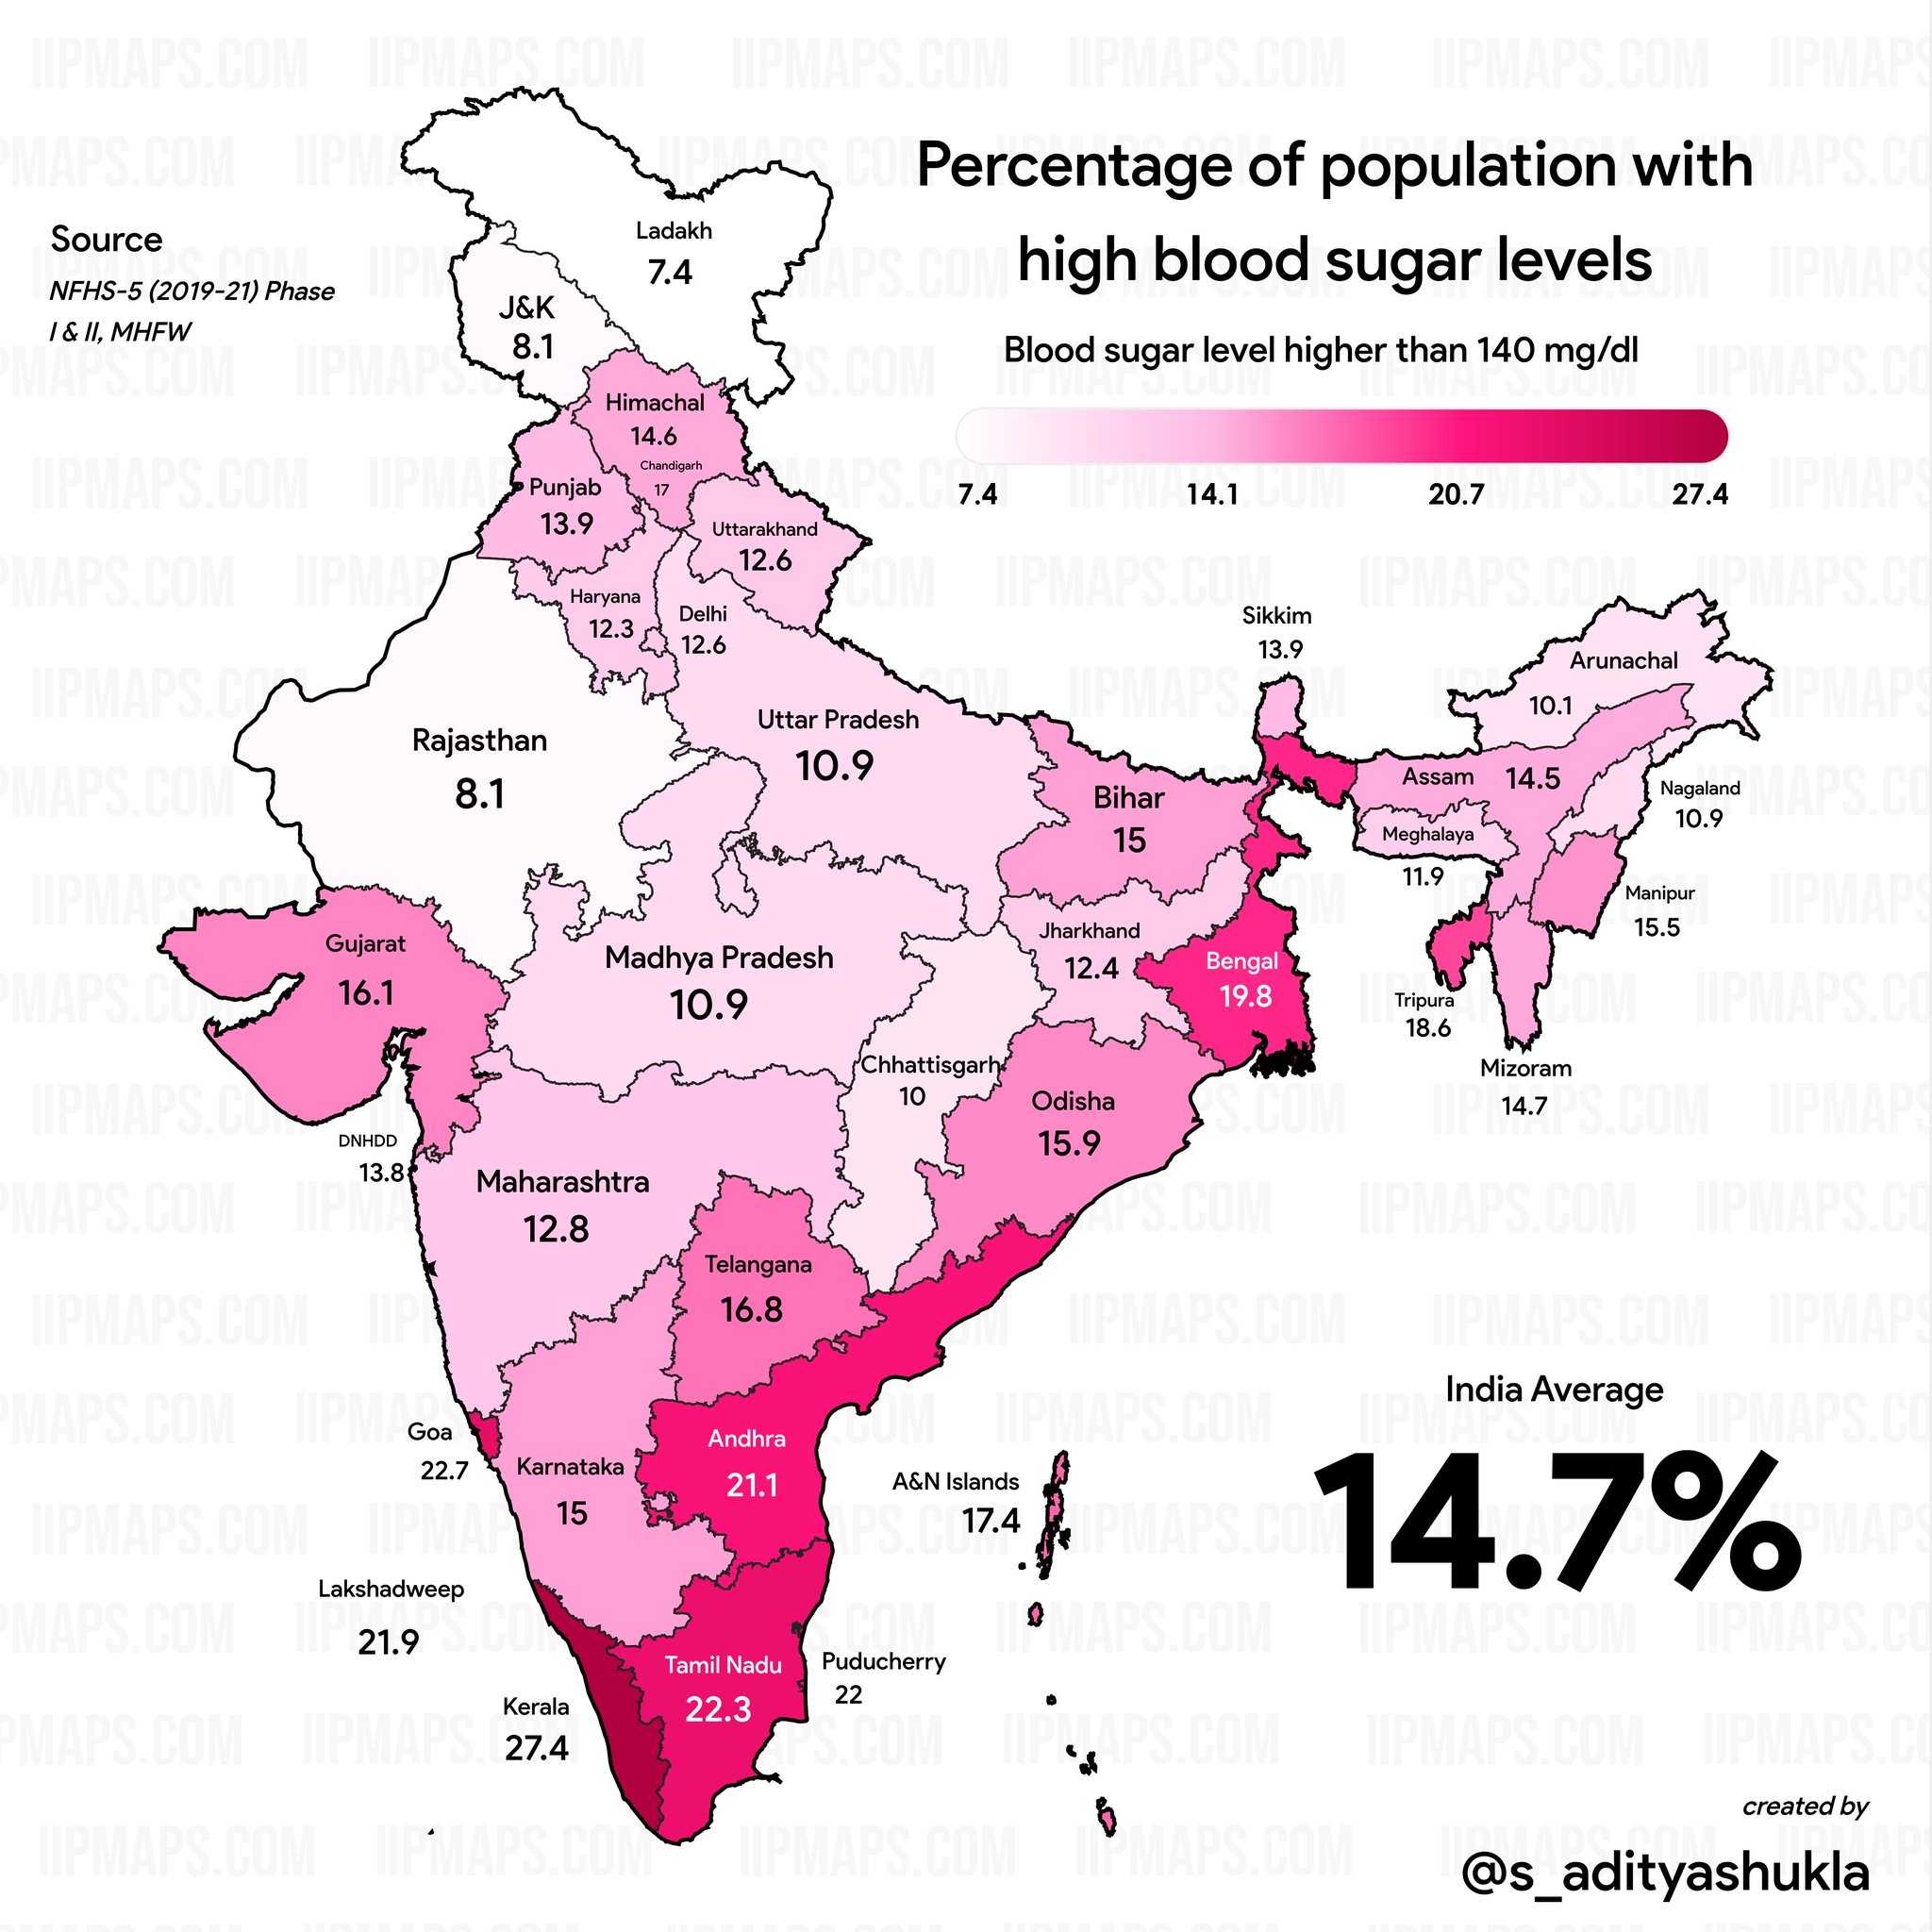 Percentage of population with
high blood sugar levels
Blood sugar level higher than 140 mg/dl
7.4 14.1 20.7 27.4
Source
NFHS-5 (2019-21) Phase
I & II, MHFW
Ladakh
7.4
J&K
8.1
Himachal
14.6
Chandigarh
17
Punjab
13.9
Uttarakhand
12.6
Haryana
12.3
Delhi
12.6
Rajasthan
8.1
Uttar Pradesh
10.9
Bihar
15
Sikkim
13.9
Arunachal
10.1
Assam 14.5
Nagaland
10.9
Meghalaya
11.9
Manipur
15.5
Tripura
18.6
Mizoram
14.7
Gujarat
16.1
Madhya Pradesh
10.9
Jharkhand
12.4
Bengal
19.8
Chhattisgarh
10
Odisha
15.9
DNHDD
13.8
Maharashtra
12.8
Telangana
16.8
Goa
22.7
Karnataka
15
Andhra
21.1
A&N Islands
17.4
India Average
14.7%
Lakshadweep
21.9
Kerala
27.4
Tamil Nadu
22.3
Puducherry
22
created by
@s_adityashukla
IIPMAPS.COM